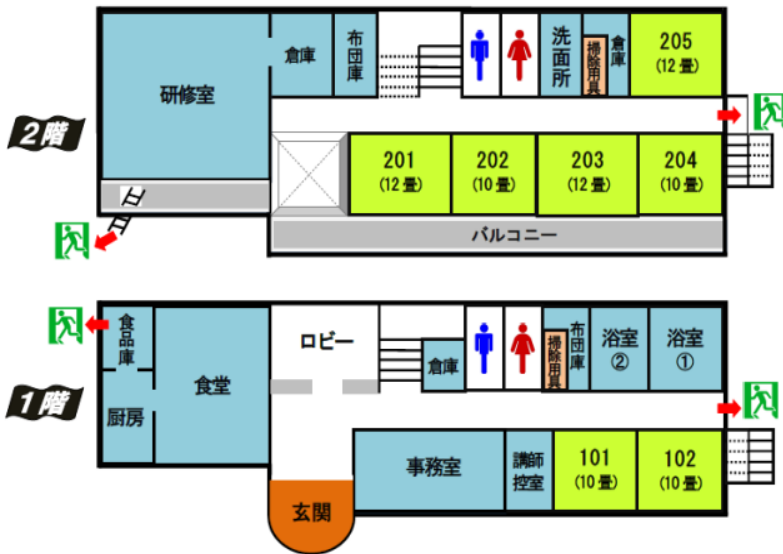 2階
研修室
倉庫
布団庫
洗面所
掃除用具
倉庫
205
(12畳)
201
(12畳)
202
(10畳)
203
(12畳)
204
(10畳)
バルコニー
1階
食品庫
厨房
食堂
ロビー
倉庫
掃除用具
布団庫
浴室
②
浴室
①
事務室
講師
控室
101
(10畳)
102
(10畳)
玄関